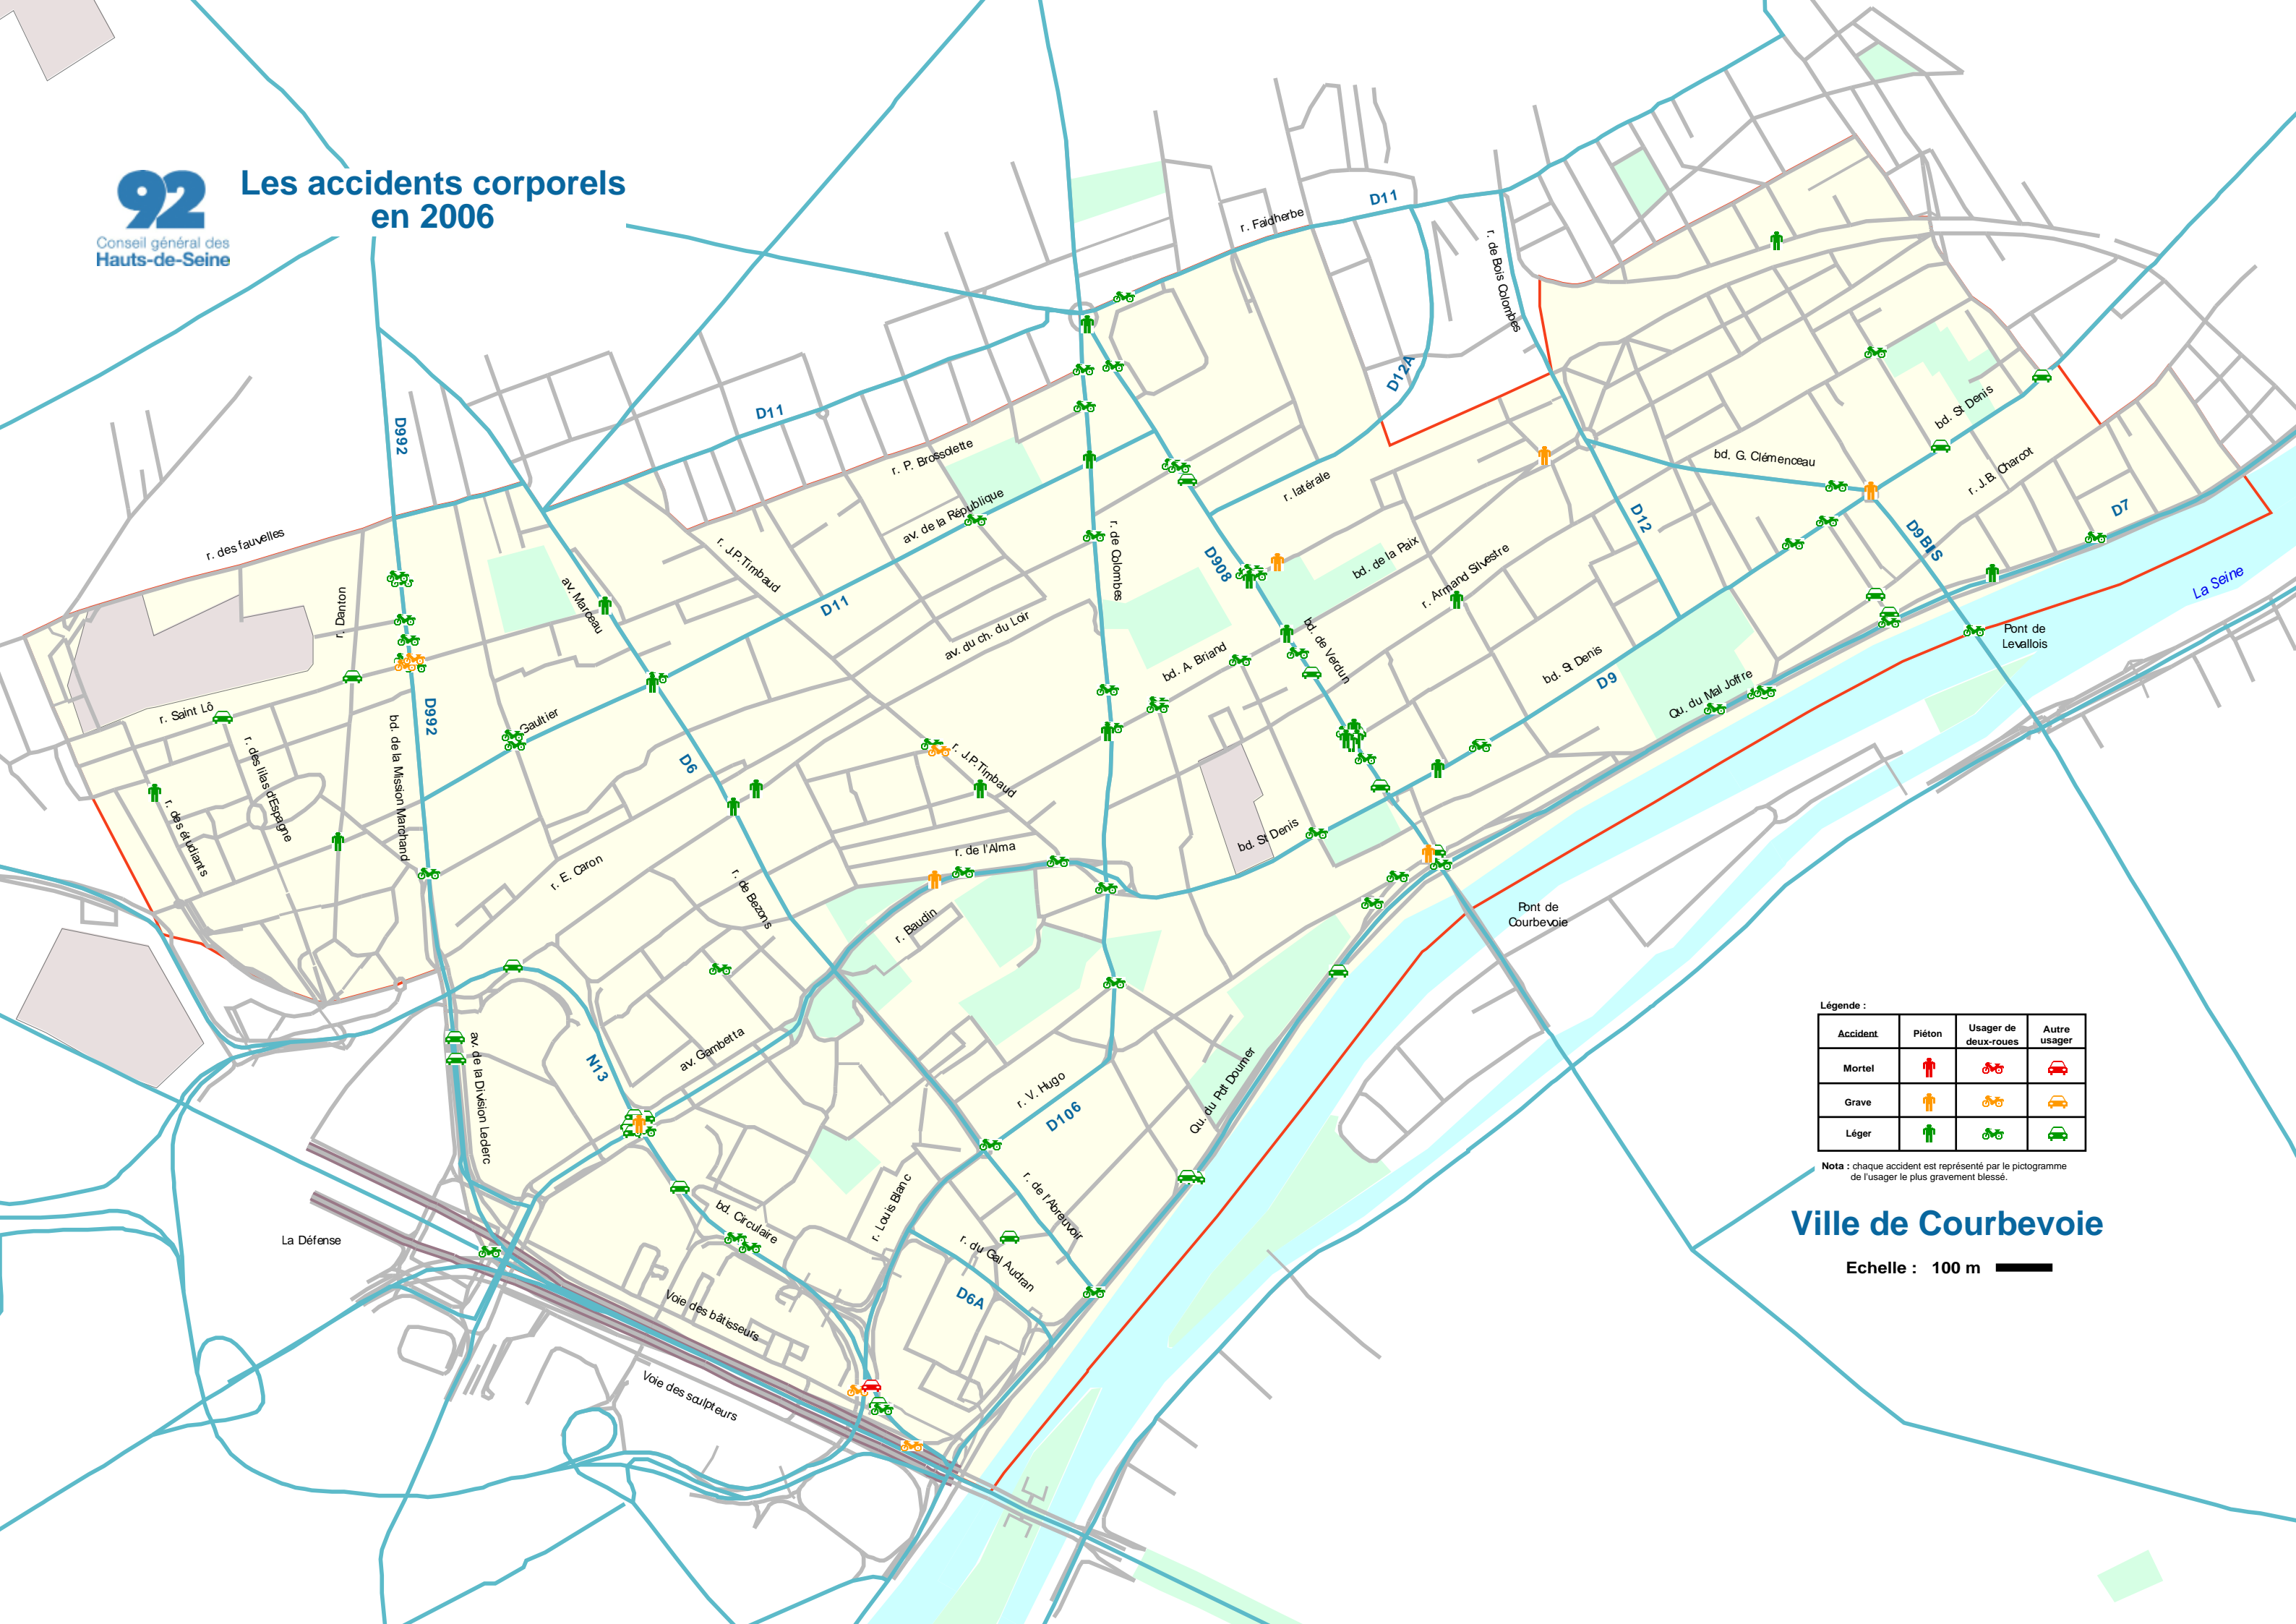 92
Conseil général des
Hauts-de-Seine
Les accidents corporels
en 2006
D11
r. Faidherbe
r. de Bois Colombes
D12A
D11
D992
bd. St Denis
r. P. Brossolette
bd. G. Clémenceau
r. J.B. Charcot
r. latérale
av. de la République
D7
D12
r. des fauvelles
r. J.P.Timbaud
r. de Colombes
D9BIS
D908
bd. de la Paix
r. Armand Silvestre
La Seine
av. Marceau
r. Danton
D11
av. du ch. du Loir
Pont de
Levallois
bd. de Verdun
bd. A. Briand
bd. St Denis
D9
Qu. du Mal Joffre
r. Saint Lô
D992
Gaultier
bd. de la Mission Marchand
r. des lilas d'Espagne
D6
r. J.P.Timbaud
r. des étudiants
bd. St Denis
r. de l'Alma
r. E. Caron
r. de Bezons
r. Baudin
Pont de
Courbevoie
av. Gambetta
N13
av. de la Division Leclerc
r. V. Hugo
D106
Qu. du Pdt Doumer
Légende :
Accident
Piéton
Usager de
deux-roues
Autre
usager
Mortel
Grave
Léger
Nota : chaque accident est représenté par le pictogramme
de l'usager le plus gravement blessé.
Ville de Courbevoie
Echelle : 100 m
r. Louis Blanc
r. de l'Abreuvoir
bd. Circulaire
La Défense
r. du Gal Audran
D6A
Voie des bâtisseurs
Voie des sculpteurs